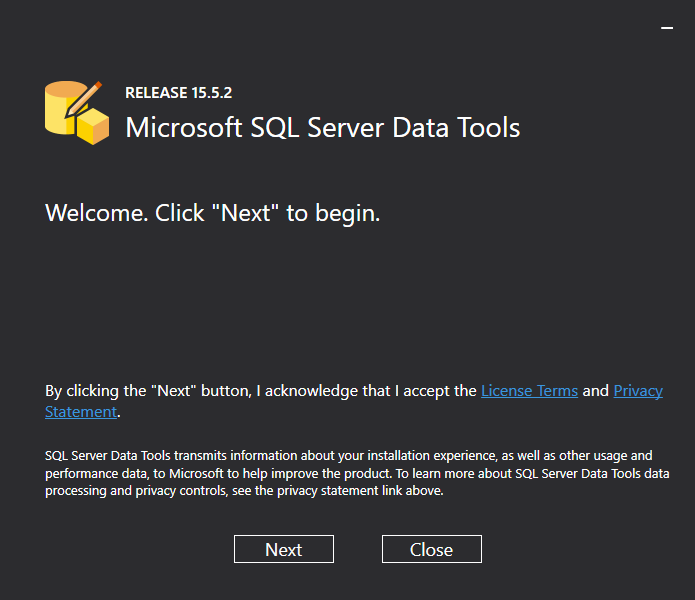 RELEASE 15.5.2
Microsoft SQL Server Data Tools
Welcome. Click "Next" to begin.
By clicking the "Next" button, I acknowledge that I accept the License Terms and Privacy
Statement.
SQL Server Data Tools transmits information about your installation experience, as well as other usage and
performance data, to Microsoft to help improve the product. To learn more about SQL Server Data Tools data
processing and privacy controls, see the privacy statement link above.
Next
Close